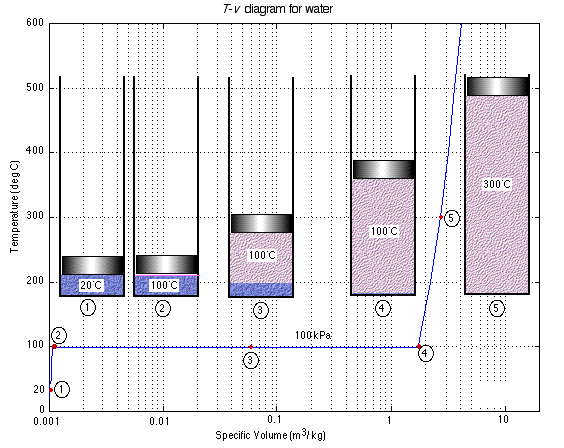 T-v diagram for water
600
500
400
300
200
100
20
0
Temperature (deg C)
20°C
100°C
100°C
100°C
300°C
1
2
3
4
5
5
100 kPa
2
3
4
1
0.001
0.01
0.1
1
10
Specific Volume (m³/kg)